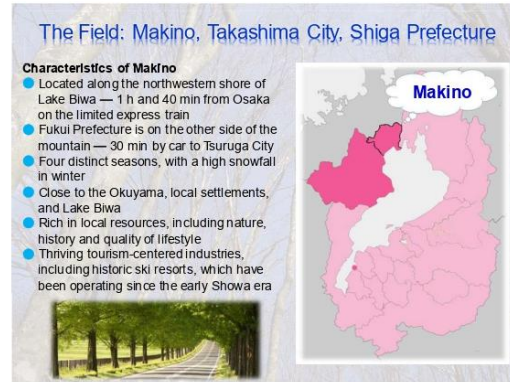 The Field: Makino, Takashima City, Shiga Prefecture
Characteristics of Makino
Located along the northwestern shore of
Lake Biwa — 1 h and 40 min from Osaka
on the limited express train
Fukui Prefecture is on the other side of the
mountain — 30 min by car to Tsuruga City
Four distinct seasons, with a high snowfall
in winter
Close to the Okuyama, local settlements,
and Lake Biwa
Rich in local resources, including nature,
history and quality of lifestyle
Thriving tourism-centered industries,
including historic ski resorts, which have
been operating since the early Showa era
Makino